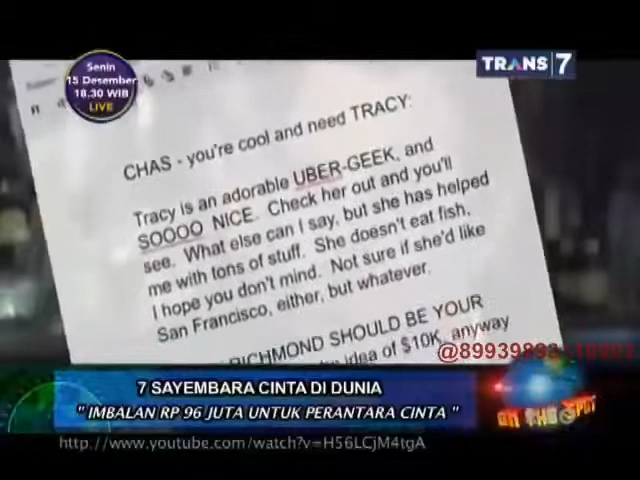 Senin
15 Desember
18.30 WIB
LIVE
TRANS 7
CHAS - you're cool and need TRACY:
Tracy is an adorable UBER-GEEK, and
SOOOO NICE. Check her out and you'll
see. What else can I say, but she has helped
me with tons of stuff. She doesn't eat fish,
I hope you don't mind. Not sure if she'd like
San Francisco, either, but whatever.
RICHMOND SHOULD BE YOUR
idea of $10K, anyway
7 SAYEMBARA CINTA DI DUNIA
" IMBALAN RP 96 JUTA UNTUK PERANTARA CINTA "
ON THE SPOT
http://www.youtube.com/watch?v=H56LCjM4tgA